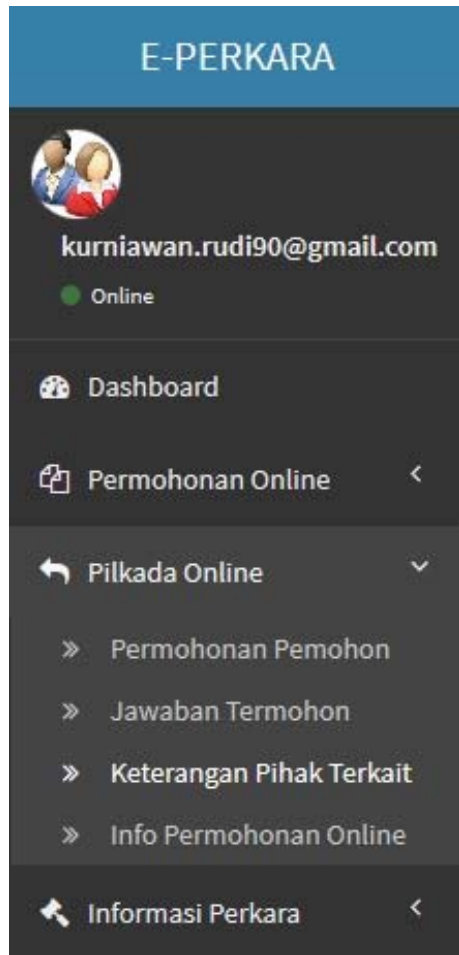 E-PERKARA
kurniawan.rudi90@gmail.com
Online
Dashboard
Permohonan Online
Pilkada Online
Permohonan Pemohon
Jawaban Termohon
Keterangan Pihak Terkait
Info Permohonan Online
Informasi Perkara